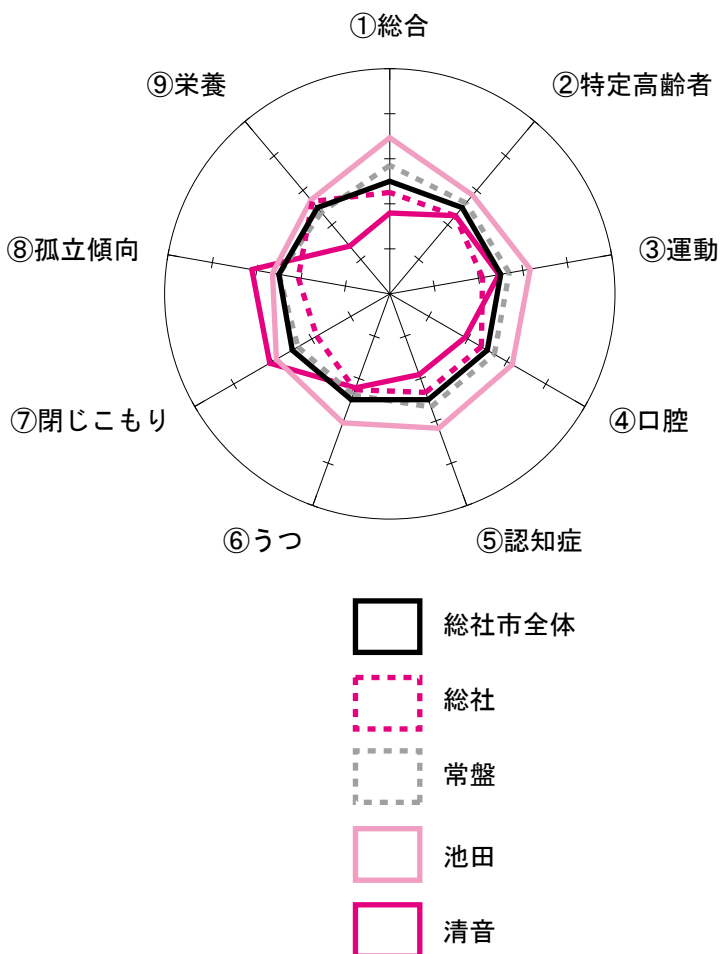 ①総合
②特定高齢者
③運動
④口腔
⑤認知症
⑥うつ
⑦閉じこもり
⑧孤立傾向
⑨栄養
総社市全体
総社
常盤
池田
清音